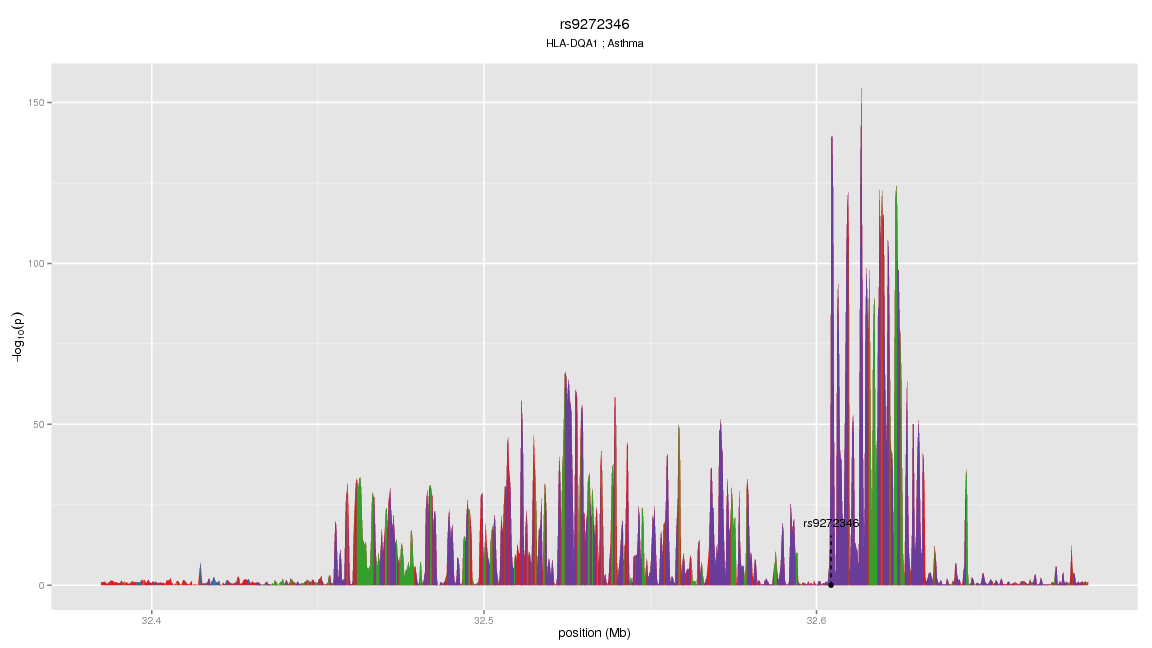 rs9272346
HLA-DQA1 ; Asthma
150
100
50
0
−log10(p)
rs9272346
32.4
32.5
32.6
position (Mb)